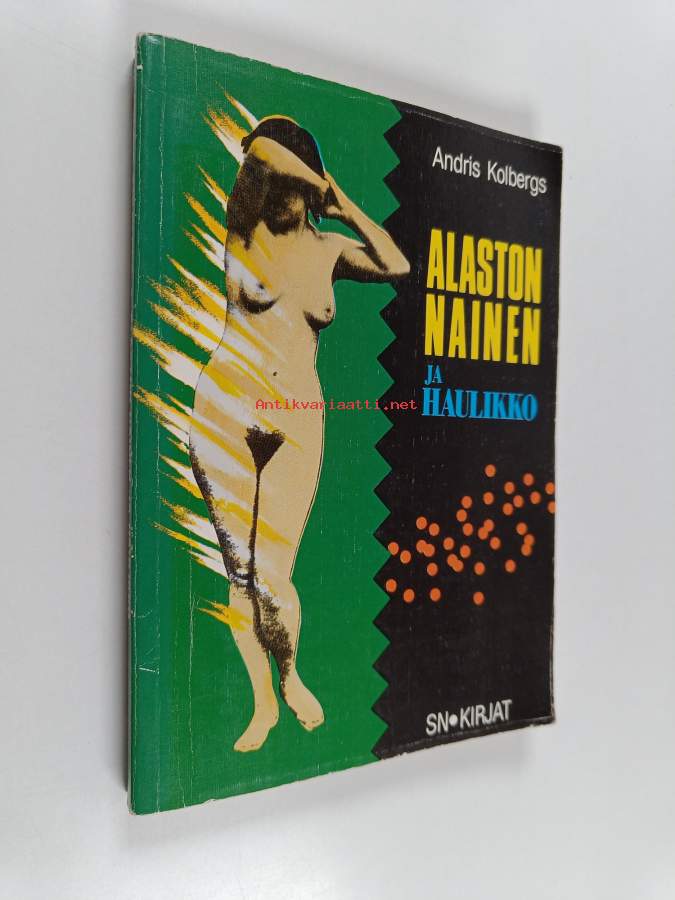 Andris Kolbergs
ALASTON
NAINEN
JA
HAULIKKO
Antikvariaatti.net
SN•KIRJAT